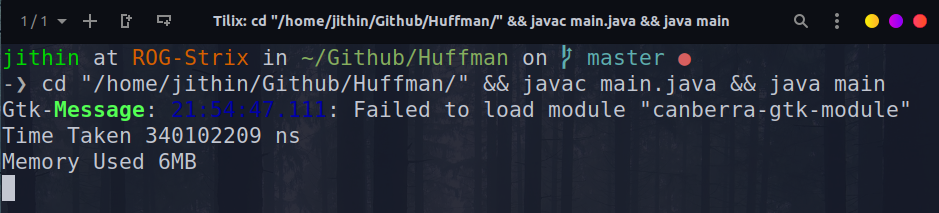 1 / 1 Tilix: cd "/home/jithin/Github/Huffman/" && javac main.java && java main
jithin at ROG-Strix in ~/Github/Huffman on master ●
-❯ cd "/home/jithin/Github/Huffman/" && javac main.java && java main
Gtk-Message: 21:54:47.111: Failed to load module "canberra-gtk-module"
Time Taken 340102209 ns
Memory Used 6MB